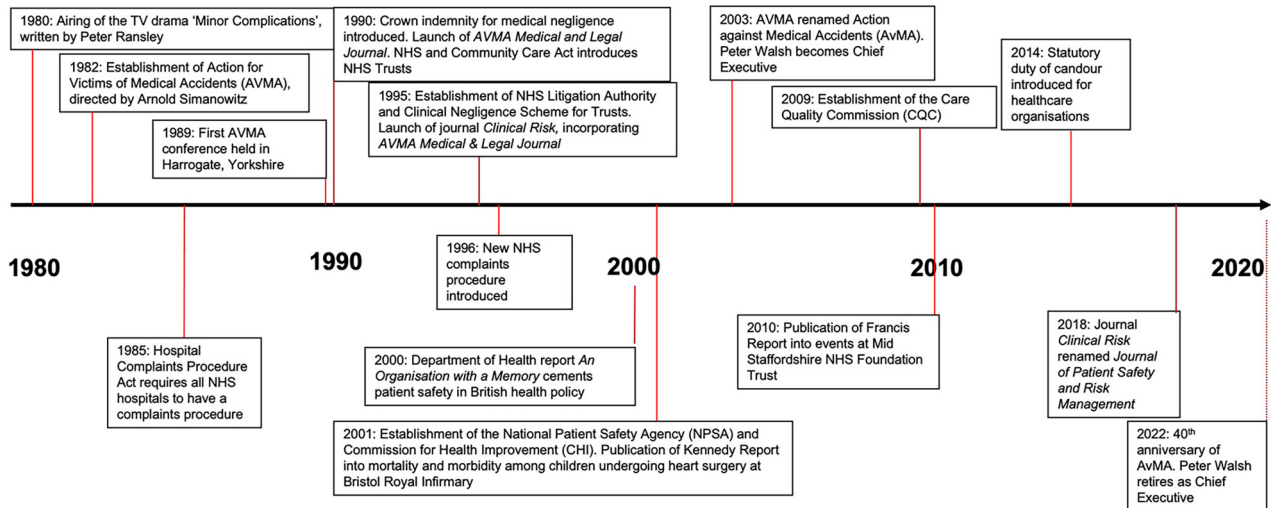 1980: Airing of the TV drama ‘Minor Complications’,
written by Peter Ransley
1982: Establishment of Action for
Victims of Medical Accidents (AVMA),
directed by Arnold Simanowitz
1989: First AVMA
conference held in
Harrogate, Yorkshire
1990: Crown indemnity for medical negligence
introduced. Launch of AVMA Medical and Legal
Journal. NHS and Community Care Act introduces
NHS Trusts
1995: Establishment of NHS Litigation Authority
and Clinical Negligence Scheme for Trusts.
Launch of journal Clinical Risk, incorporating
AVMA Medical & Legal Journal
2003: AVMA renamed Action
against Medical Accidents (AvMA).
Peter Walsh becomes Chief
Executive
2009: Establishment of the Care
Quality Commission (CQC)
2014: Statutory
duty of candour
introduced for
healthcare
organisations
1980
1990
2000
2010
2020
1985: Hospital
Complaints Procedure
Act requires all NHS
hospitals to have a
complaints procedure
1996: New NHS
complaints
procedure
introduced
2000: Department of Health report An
Organisation with a Memory cements
patient safety in British health policy
2001: Establishment of the National Patient Safety Agency (NPSA) and
Commission for Health Improvement (CHI). Publication of Kennedy Report
into mortality and morbidity among children undergoing heart surgery at
Bristol Royal Infirmary
2010: Publication of Francis
Report into events at Mid
Staffordshire NHS Foundation
Trust
2018: Journal
Clinical Risk
renamed Journal
of Patient Safety
and Risk
Management
2022: 40th
anniversary of
AvMA. Peter Walsh
retires as Chief
Executive